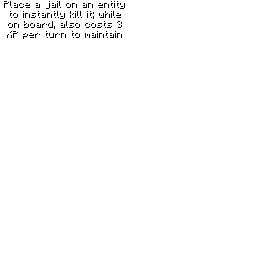 Place a jail on an entity
to instantly kill it; while
on board, also costs 3
XP per turn to maintain